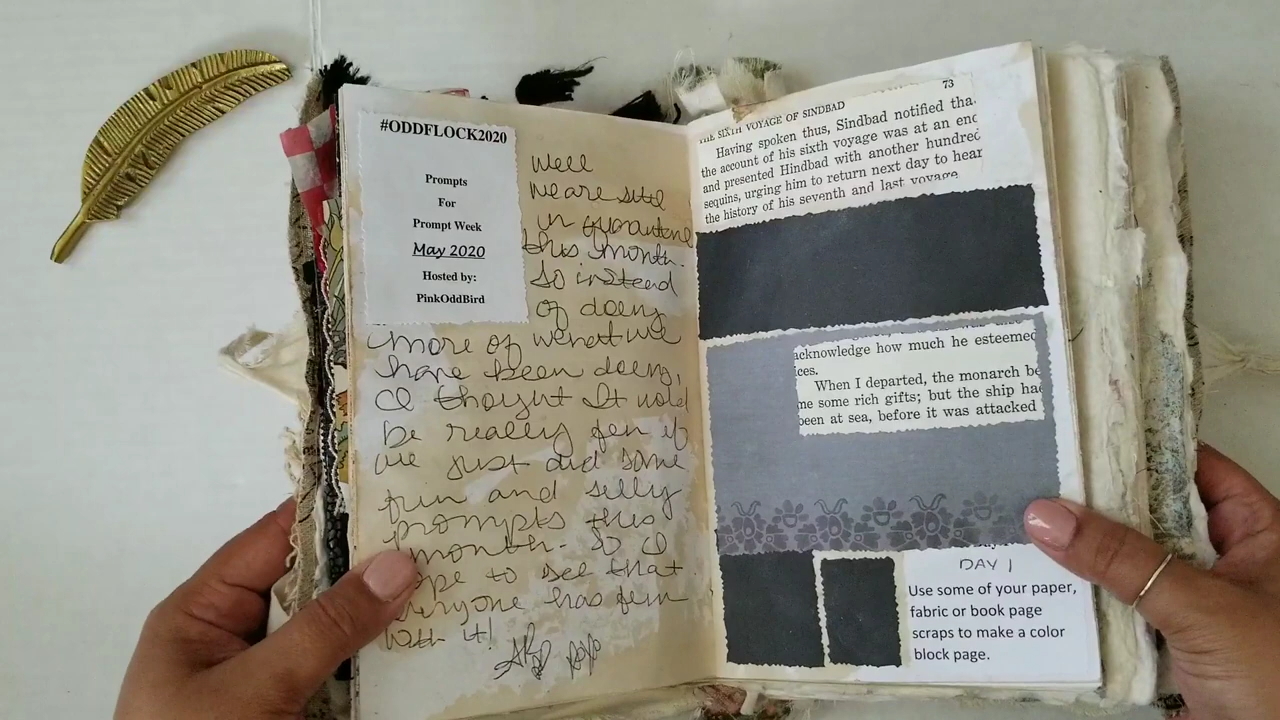 #ODDFLOCK2020
Prompts
For
Prompt Week
May 2020
Hosted by:
PinkOddBird
Well
we are still
in quarantine
this month.
So instead
of doing
more of what we
have been doing,
I thought It would
be really fun if
we just did some
fun and silly
prompts this
month. So I
ope to see that
eryone has fun
with it!
THE SIXTH VOYAGE OF SINDBAD
73
Having spoken thus, Sindbad notified tha
the account of his sixth voyage was at an end
and presented Hindbad with another hundred
sequins, urging him to return next day to hear
the history of his seventh and last voyage.
acknowledge how much he esteemed
ices.
When I departed, the monarch be
me some rich gifts; but the ship had
been at sea, before it was attacked
DAY 1
Use some of your paper,
fabric or book page
scraps to make a color
block page.